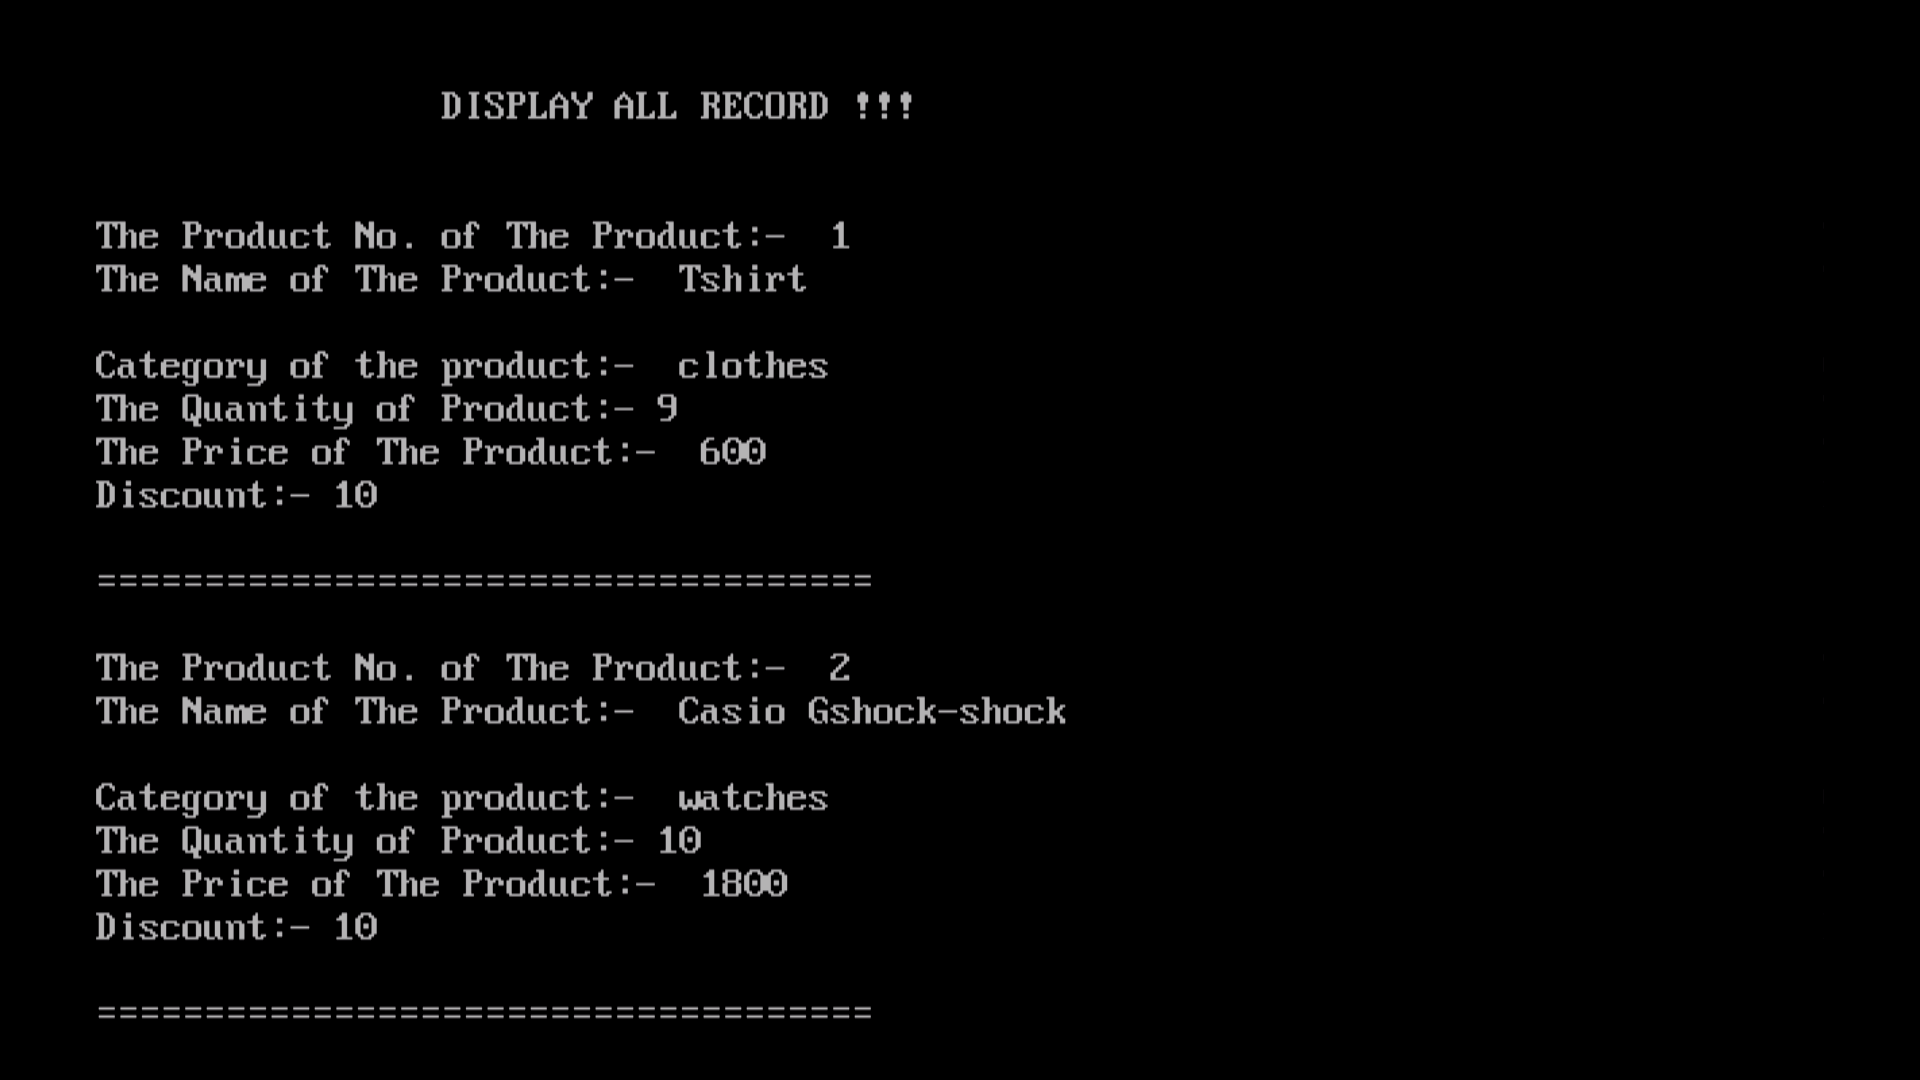 DISPLAY ALL RECORD !!!
The Product No. of The Product:-  1
The Name of The Product:-  Tshirt
Category of the product:-  clothes
The Quantity of Product:- 9
The Price of The Product:-  600
Discount:- 10
====================================
The Product No. of The Product:-  2
The Name of The Product:-  Casio Gshock-shock
Category of the product:-  watches
The Quantity of Product:- 10
The Price of The Product:-  1800
Discount:- 10
====================================